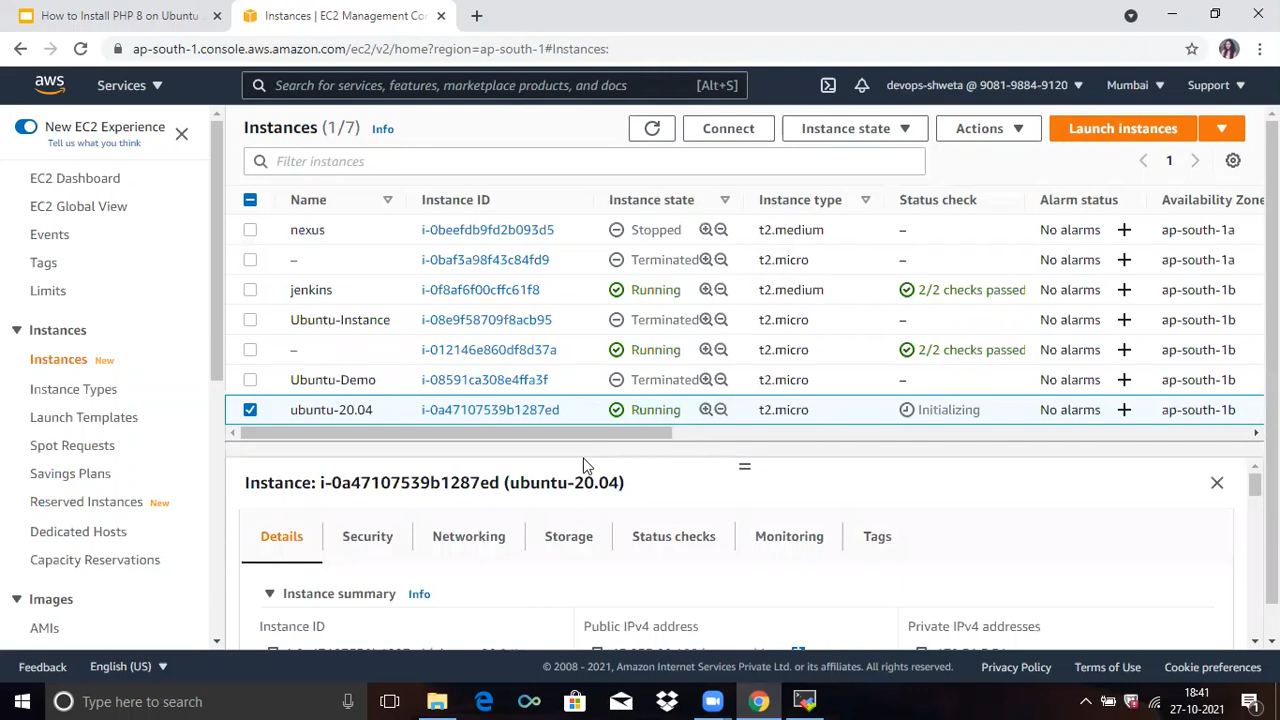 How to Install PHP 8 on Ubuntu
Instances | EC2 Management Co
ap-south-1.console.aws.amazon.com/ec2/v2/home?region=ap-south-1#Instances:
aws
Services
Search for services, features, marketplace products, and docs
[Alt+S]
devops-shweta @ 9081-9884-9120
Mumbai
Support
New EC2 Experience
Tell us what you think
EC2 Dashboard
EC2 Global View
Events
Tags
Limits
Instances
Instances New
Instance Types
Launch Templates
Spot Requests
Savings Plans
Reserved Instances New
Dedicated Hosts
Capacity Reservations
Images
AMIs
Instances (1/7) Info
Connect
Instance state
Actions
Launch instances
Filter instances
1
Name Instance ID Instance state Instance type Status check Alarm status Availability Zone
nexus i-0beefdb9fd2b093d5 Stopped t2.medium – No alarms + ap-south-1a
– i-0baf3a98f43c84fd9 Terminated t2.micro – No alarms + ap-south-1a
jenkins i-0f8af6f00cffc61f8 Running t2.medium 2/2 checks passed No alarms + ap-south-1b
Ubuntu-Instance i-08e9f58709f8acb95 Terminated t2.micro – No alarms + ap-south-1b
– i-012146e860df8d37a Running t2.micro 2/2 checks passed No alarms + ap-south-1b
Ubuntu-Demo i-08591ca308e4ffa3f Terminated t2.micro – No alarms + ap-south-1b
ubuntu-20.04 i-0a47107539b1287ed Running t2.micro Initializing No alarms + ap-south-1b
Instance: i-0a47107539b1287ed (ubuntu-20.04)
Details
Security
Networking
Storage
Status checks
Monitoring
Tags
Instance summary Info
Instance ID
Public IPv4 address
Private IPv4 addresses
Feedback
English (US)
© 2008 - 2021, Amazon Internet Services Private Ltd. or its affiliates. All rights reserved.
Privacy Policy
Terms of Use
Cookie preferences
Type here to search
18:41
27-10-2021
1